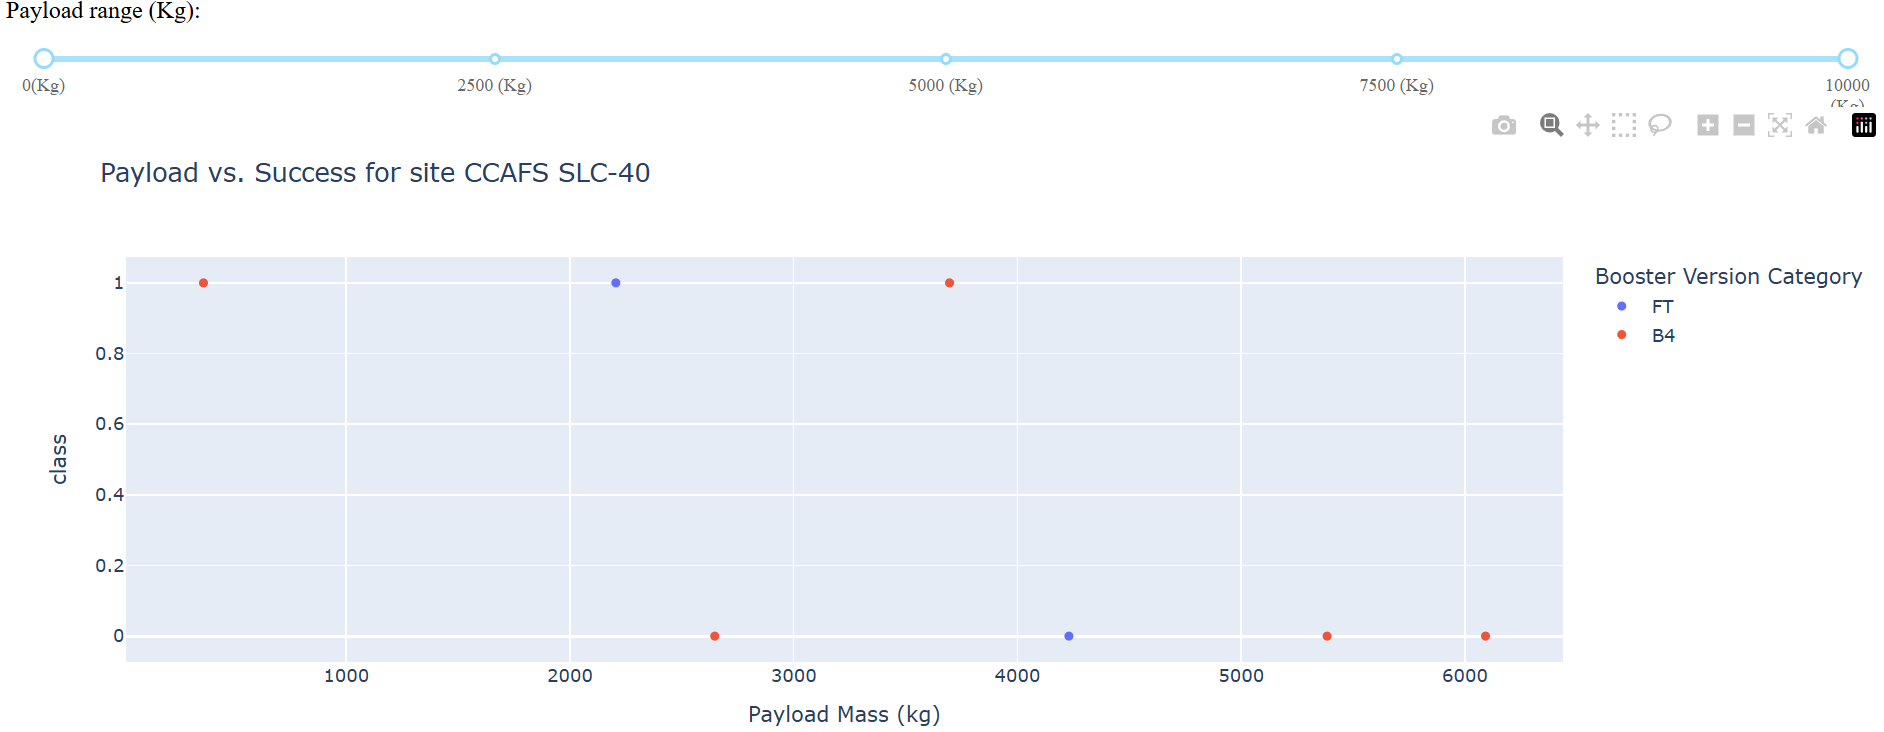 Payload range (Kg):
0(Kg) 2500 (Kg) 5000 (Kg) 7500 (Kg) 10000
(Kg)
Payload vs. Success for site CCAFS SLC-40
Booster Version Category
FT
B4
1
0.8
0.6
0.4
0.2
0
class
1000 2000 3000 4000 5000 6000
Payload Mass (kg)